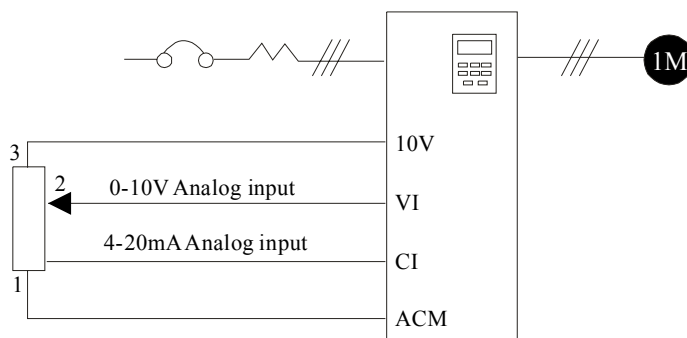 1M
3
10V
2
0-10V Analog input
VI
4-20mA Analog input
CI
1
ACM